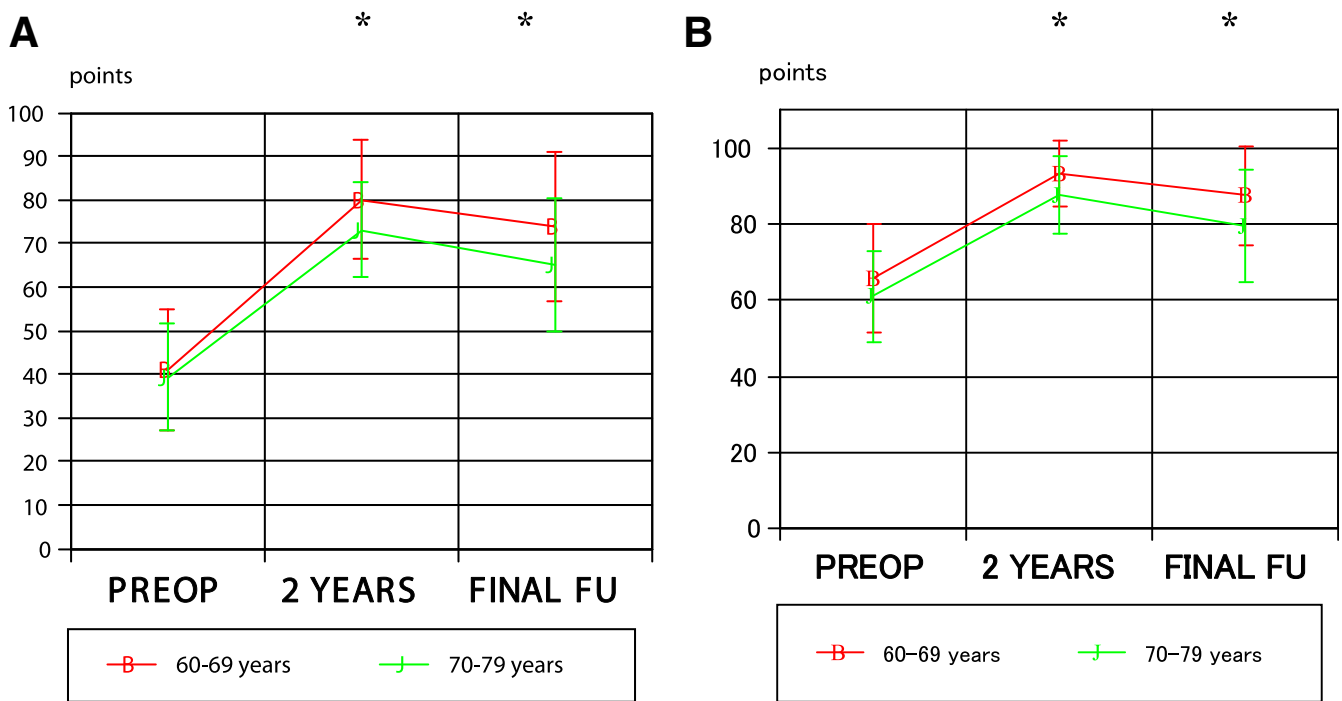 A
* *
points
100
90
80
70
60
50
40
30
20
10
0
B
B
B
J
J
J
PREOP 2 YEARS FINAL FU
B 60-69 years J 70-79 years
B
* *
points
100
80
60
40
20
0
B
B
B
J
J
J
PREOP 2 YEARS FINAL FU
B 60-69 years J 70-79 years